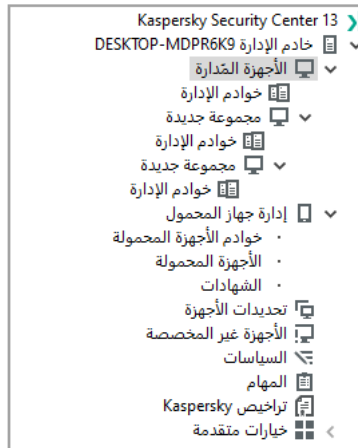 Kaspersky Security Center 13
خادم الإدارة DESKTOP-MDPR6K9
الأجهزة المُدارة
خوادم الإدارة
مجموعة جديدة
خوادم الإدارة
مجموعة جديدة
خوادم الإدارة
إدارة جهاز المحمول
خوادم الأجهزة المحمولة
الأجهزة المحمولة
الشهادات
تحديدات الأجهزة
الأجهزة غير المخصصة
السياسات
المهام
تراخيص Kaspersky
خيارات متقدمة